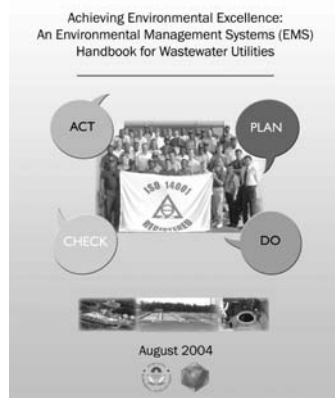 Achieving Environmental Excellence:
An Environmental Management Systems (EMS)
Handbook for Wastewater Utilities
ACT
PLAN
ISO 14001
REGISTERED
CHECK
DO
August 2004